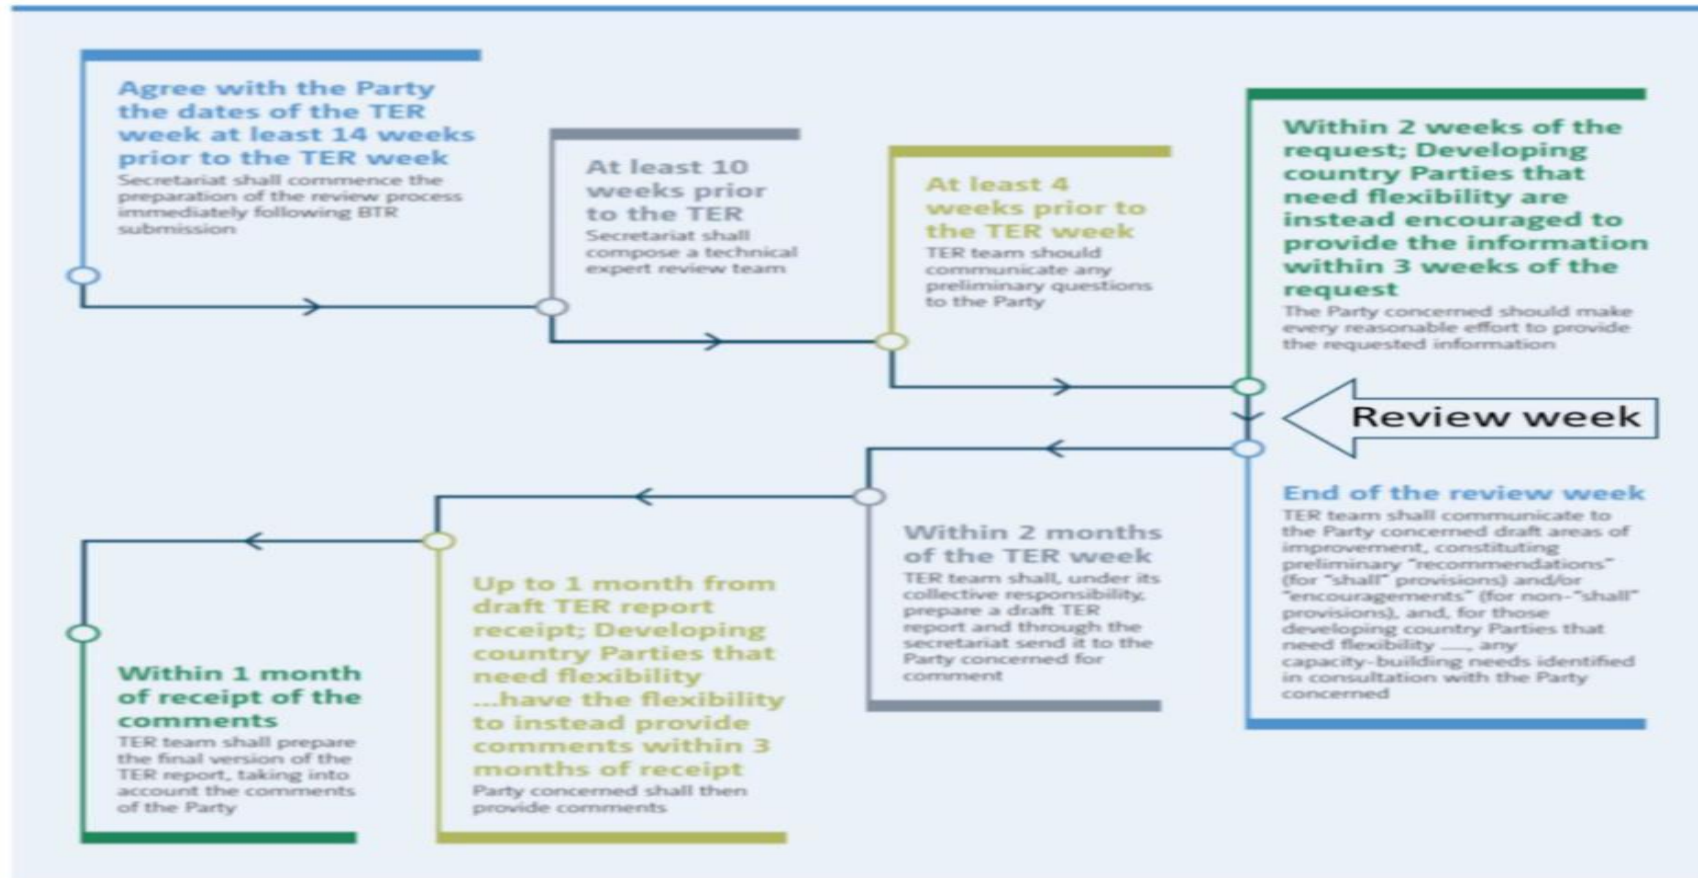 Agree with the Party
the dates of the TER
week at least 14 weeks
prior to the TER week
Secretariat shall commence the
preparation of the review process
immediately following BTR
submission
At least 10
weeks prior
to the TER
Secretariat shall
compose a technical
expert review team
At least 4
weeks prior to
the TER week
TER team should
communicate any
preliminary questions
to the Party
Within 2 weeks of the
request; Developing
country Parties that
need flexibility are
instead encouraged to
provide the information
within 3 weeks of the
request
The Party concerned should make
every reasonable effort to provide
the requested information
Review week
End of the review week
TER team shall communicate to
the Party concerned draft areas of
improvement, constituting
preliminary "recommendations"
(for "shall" provisions) and/or
"encouragements" (for non-"shall"
provisions), and, for those
developing country Parties that
need flexibility ...., any
capacity-building needs identified
in consultation with the Party
concerned
Within 2 months
of the TER week
TER team shall, under its
collective responsibility,
prepare a draft TER
report and through the
secretariat send it to the
Party concerned for
comment
Up to 1 month from
draft TER report
receipt; Developing
country Parties that
need flexibility
...have the flexibility
to instead provide
comments within 3
months of receipt
Party concerned shall then
provide comments
Within 1 month
of receipt of the
comments
TER team shall prepare
the final version of the
TER report, taking into
account the comments
of the Party